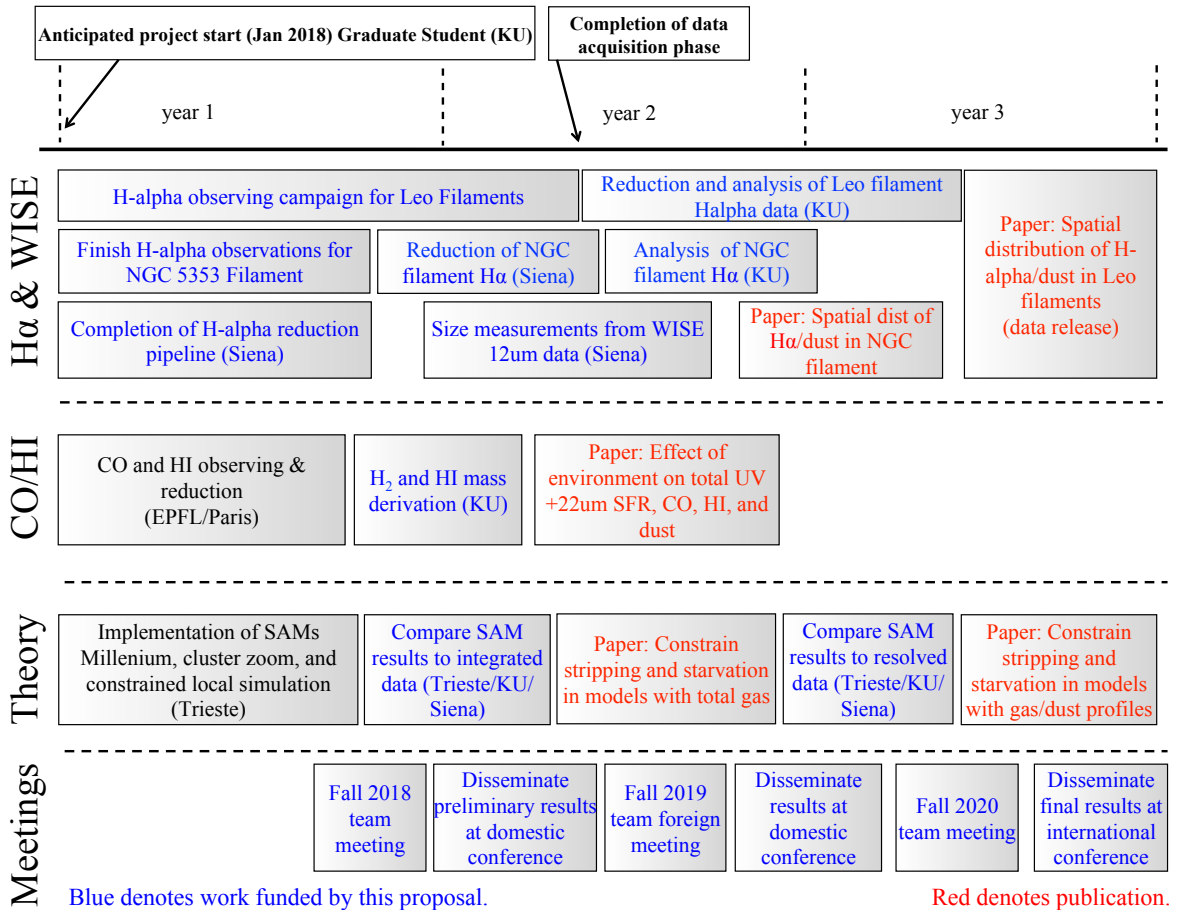 Anticipated project start (Jan 2018) Graduate Student (KU)
Completion of data
acquisition phase
year 1
year 2
year 3
Hα & WISE
H-alpha observing campaign for Leo Filaments
Reduction and analysis of Leo filament
Halpha data (KU)
Paper: Spatial
distribution of H-
alpha/dust in Leo
filaments
(data release)
Finish H-alpha observations for
NGC 5353 Filament
Reduction of NGC
filament Hα (Siena)
Analysis of NGC
filament Hα (KU)
Completion of H-alpha reduction
pipeline (Siena)
Size measurements from WISE
12um data (Siena)
Paper: Spatial dist of
Hα/dust in NGC
filament
CO/HI
CO and HI observing &
reduction
(EPFL/Paris)
H₂ and HI mass
derivation (KU)
Paper: Effect of
environment on total UV
+22um SFR, CO, HI, and
dust
Theory
Implementation of SAMs
Millenium, cluster zoom, and
constrained local simulation
(Trieste)
Compare SAM
results to integrated
data (Trieste/KU/
Siena)
Paper: Constrain
stripping and starvation
in models with total gas
Compare SAM
results to resolved
data (Trieste/KU/
Siena)
Paper: Constrain
stripping and
starvation in models
with gas/dust profiles
Meetings
Fall 2018
team
meeting
Disseminate
preliminary results
at domestic
conference
Fall 2019
team foreign
meeting
Disseminate
results at
domestic
conference
Fall 2020
team meeting
Disseminate
final results at
international
conference
Blue denotes work funded by this proposal.
Red denotes publication.